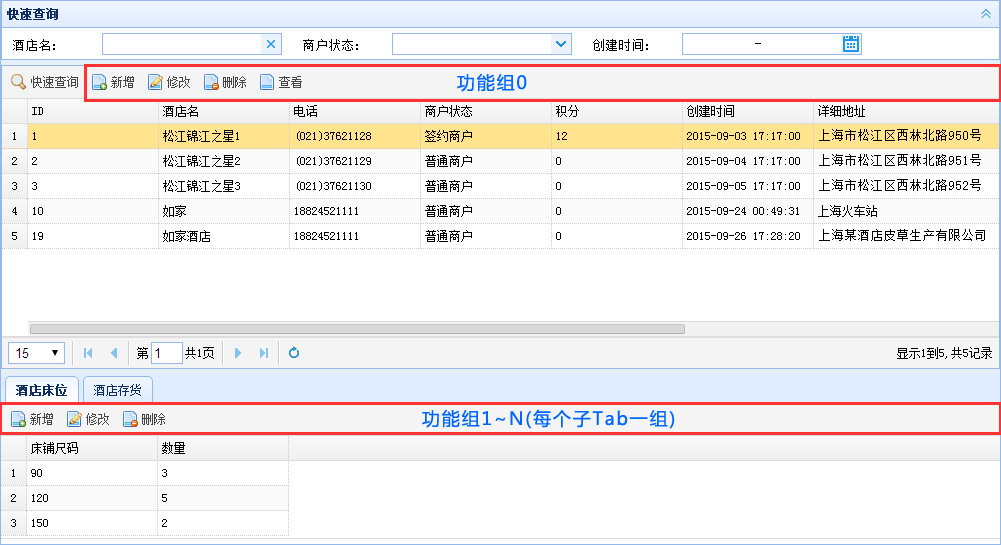 快速查询
酒店名： 商户状态： 创建时间： -
快速查询 新增 修改 删除 查看 功能组0
ID 酒店名 电话 商户状态 积分 创建时间 详细地址
1 1 松江锦江之星1 (021)37621128 签约商户 12 2015-09-03 17:17:00 上海市松江区西林北路950号
2 2 松江锦江之星2 (021)37621129 普通商户 0 2015-09-04 17:17:00 上海市松江区西林北路951号
3 3 松江锦江之星3 (021)37621130 普通商户 0 2015-09-05 17:17:00 上海市松江区西林北路952号
4 10 如家 18824521111 普通商户 0 2015-09-24 00:49:31 上海火车站
5 19 如家酒店 18824521111 普通商户 0 2015-09-26 17:28:20 上海某酒店皮草生产有限公司
15 第 1 共1页 显示1到5,共5记录
酒店床位 酒店存货
新增 修改 删除 功能组1~N(每个子Tab一组)
床铺尺码 数量
1 90 3
2 120 5
3 150 2